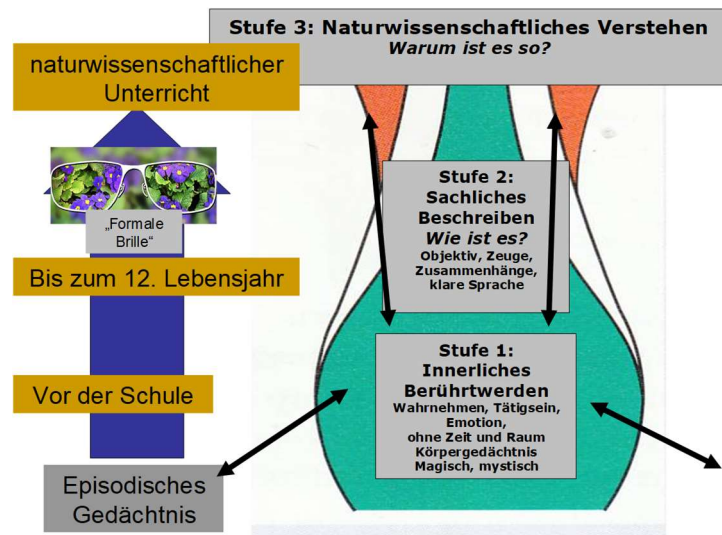 Stufe 3: Naturwissenschaftliches Verstehen
Warum ist es so?
naturwissenschaftlicher
Unterricht
„Formale
Brille“
Bis zum 12. Lebensjahr
Vor der Schule
Episodisches
Gedächtnis
Stufe 2:
Sachliches
Beschreiben
Wie ist es?
Objektiv, Zeuge,
Zusammenhänge,
klare Sprache
Stufe 1:
Innerliches
Berührtwerden
Wahrnehmen, Tätigsein,
Emotion,
ohne Zeit und Raum
Körpergedächtnis
Magisch, mystisch